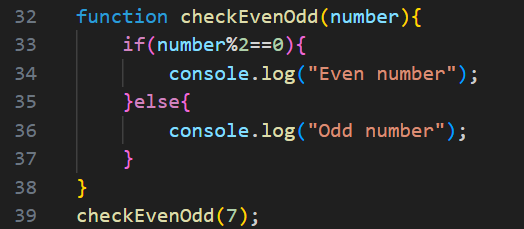 32 function checkEvenOdd(number){
33     if(number%2==0){
34         console.log("Even number");
35     }else{
36         console.log("Odd number");
37     }
38 }
39 checkEvenOdd(7);